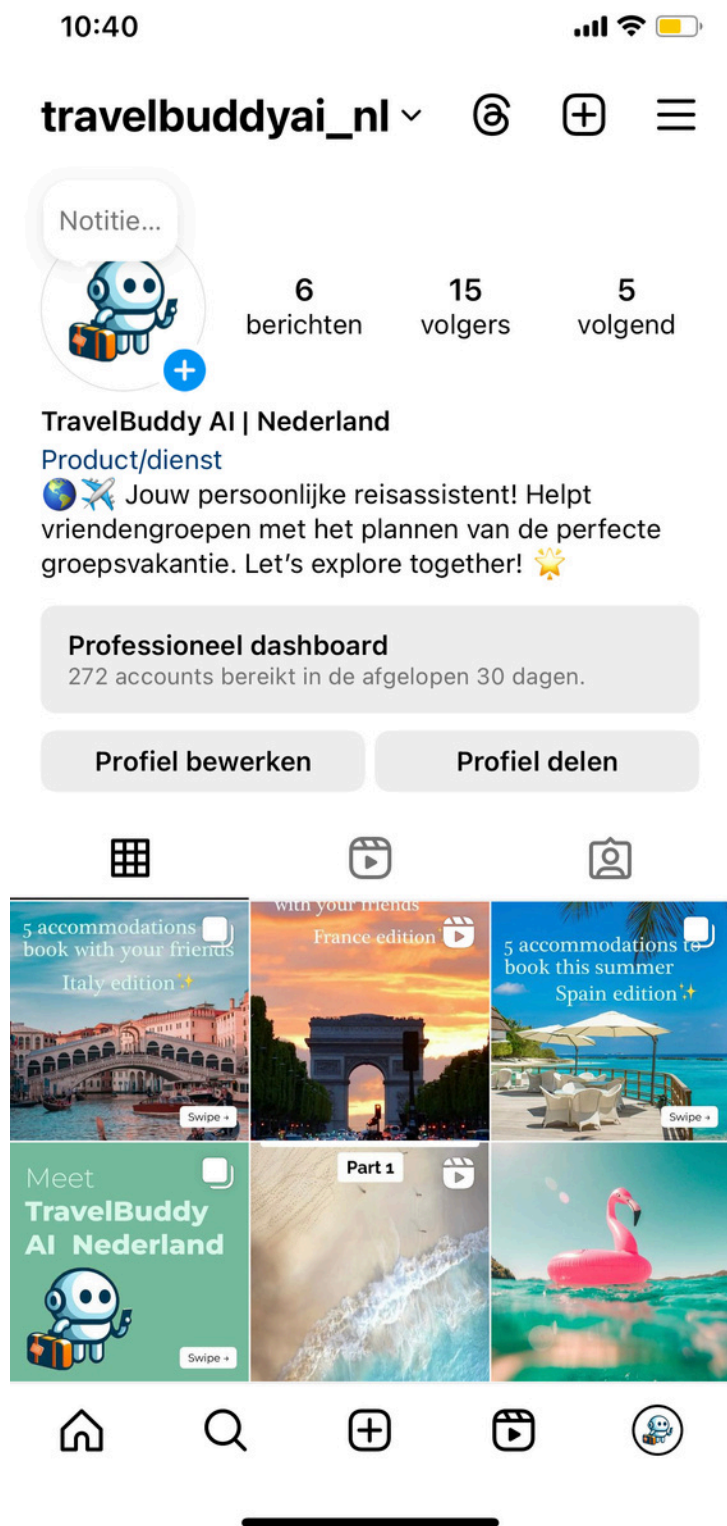 10:40
travelbuddyai_nl
Notitie...
6
berichten
15
volgers
5
volgend
TravelBuddy AI | Nederland
Product/dienst
🌎✈️ Jouw persoonlijke reisassistent! Helpt
vriendengroepen met het plannen van de perfecte
groepsvakantie. Let’s explore together! 🌟
Professioneel dashboard
272 accounts bereikt in de afgelopen 30 dagen.
Profiel bewerken
Profiel delen
5 accommodations
book with your friends
Italy edition✨
Swipe →
with your friends
France edition
5 accommodations to
book this summer
Spain edition✨
Swipe →
Meet
TravelBuddy
AI Nederland
Swipe →
Part 1